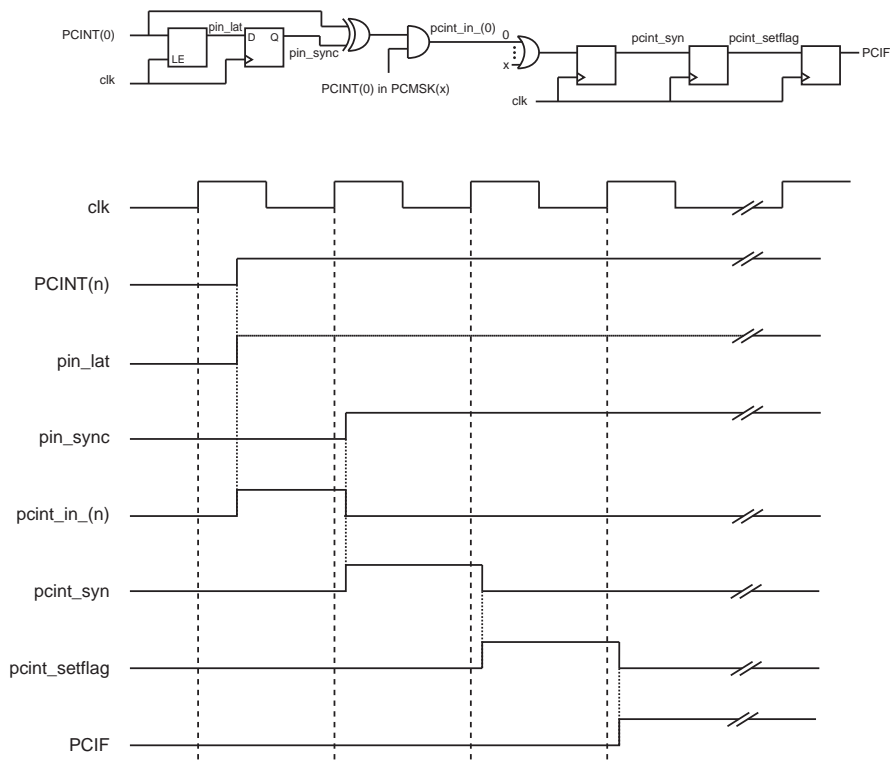 PCINT(0)
pin_lat
D Q
LE
pin_sync
clk
pcint_in_(0)
0
x
PCINT(0) in PCMSK(x)
pcint_syn
pcint_setflag
PCIF
clk
clk
PCINT(n)
pin_lat
pin_sync
pcint_in_(n)
pcint_syn
pcint_setflag
PCIF